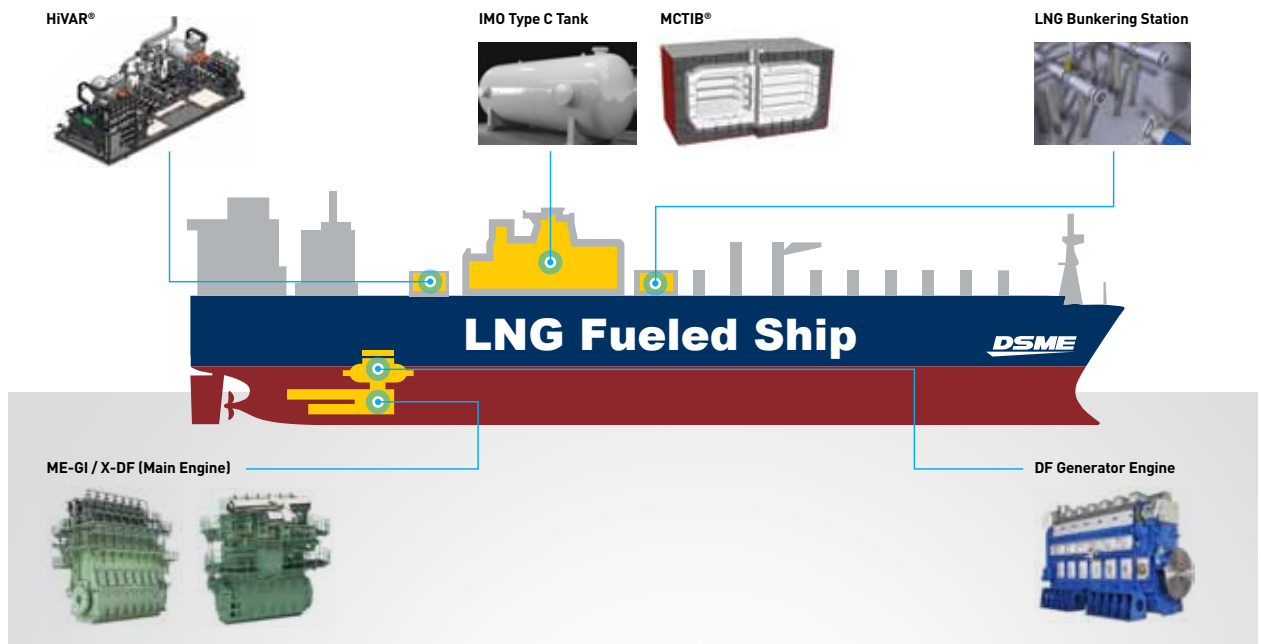 HiVAR®
IMO Type C Tank
MCTIB®
LNG Bunkering Station
LNG Fueled Ship
DSME
ME-GI / X-DF (Main Engine)
DF Generator Engine